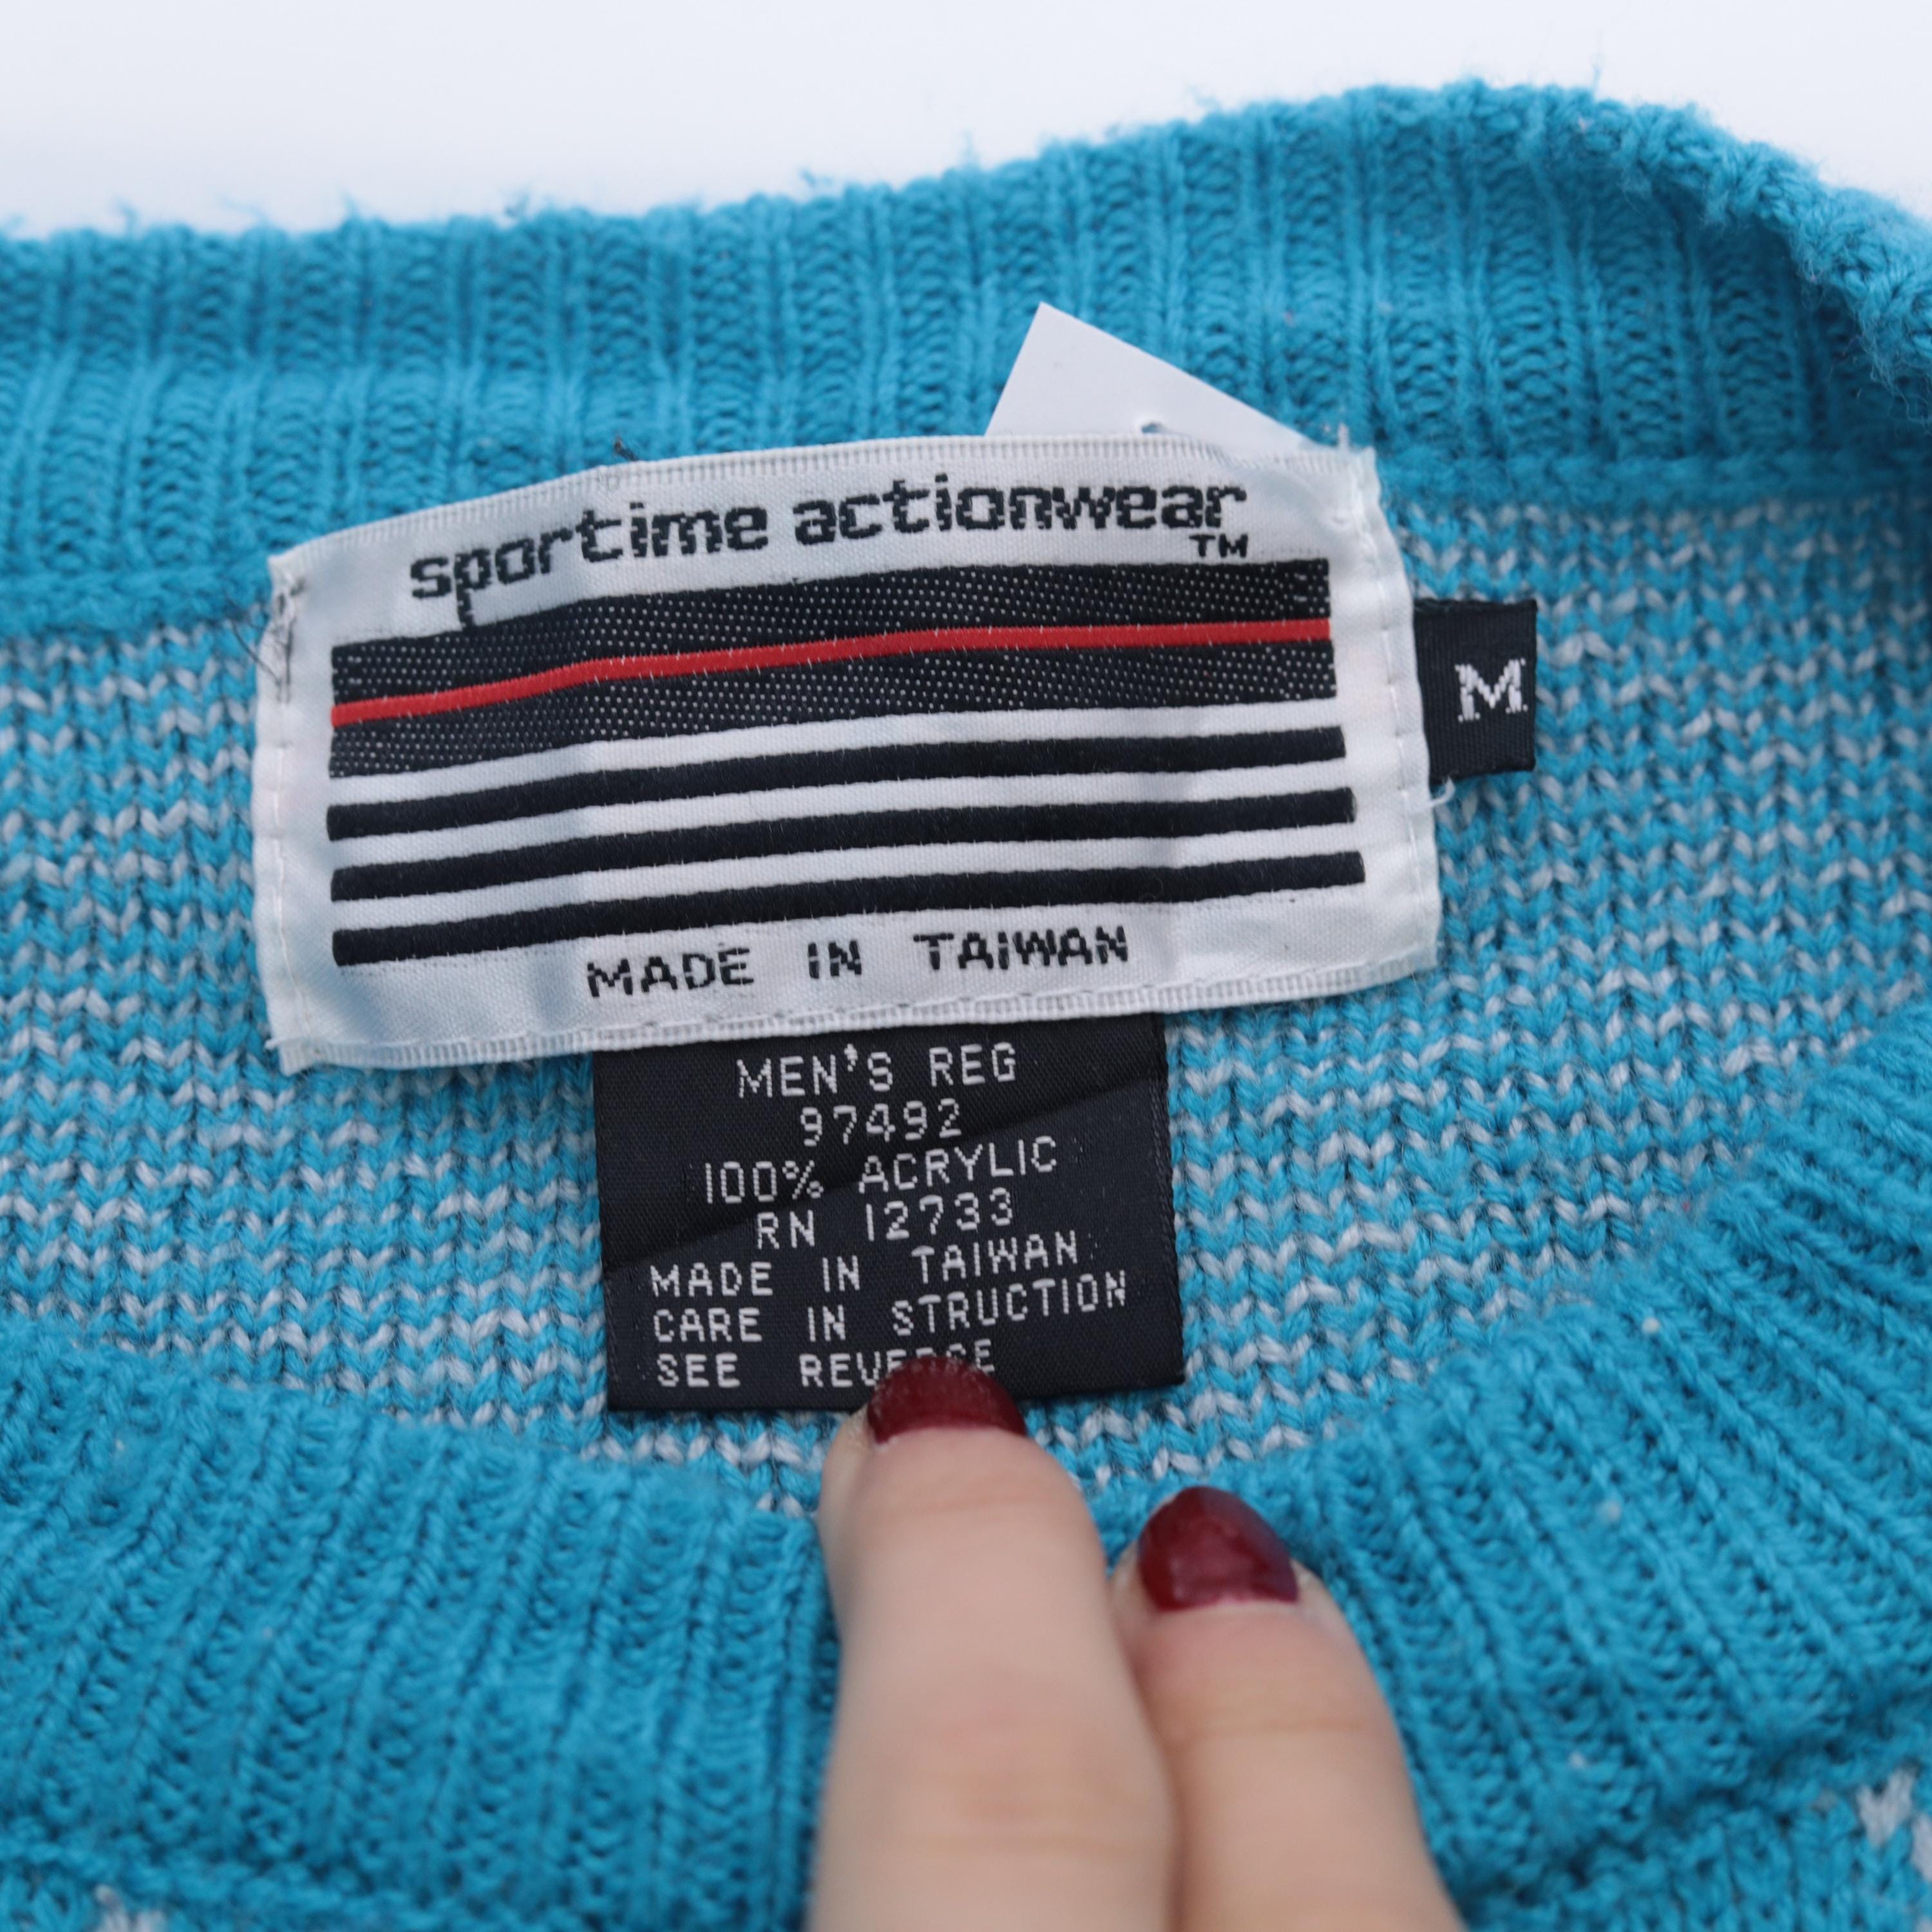 sportime actionwear
TM
M
MADE IN TAIWAN
MEN'S REG
97492
100% ACRYLIC
RN 12733
MADE IN TAIWAN
CARE IN STRUCTION
SEE REVERSE